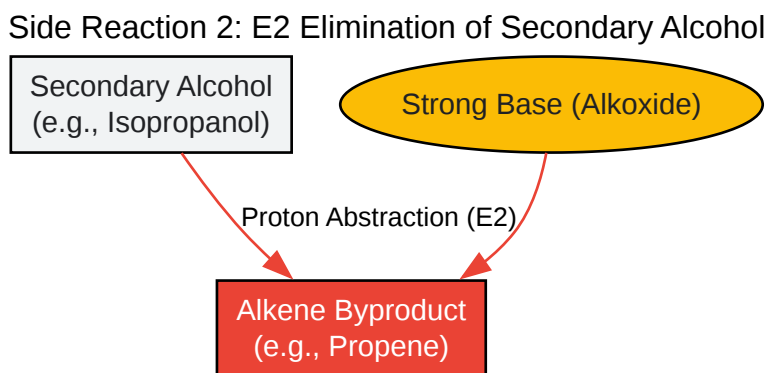 Side Reaction 2: E2 Elimination of Secondary Alcohol
Secondary Alcohol
(e.g., Isopropanol)
Strong Base (Alkoxide)
Proton Abstraction (E2)
Alkene Byproduct
(e.g., Propene)